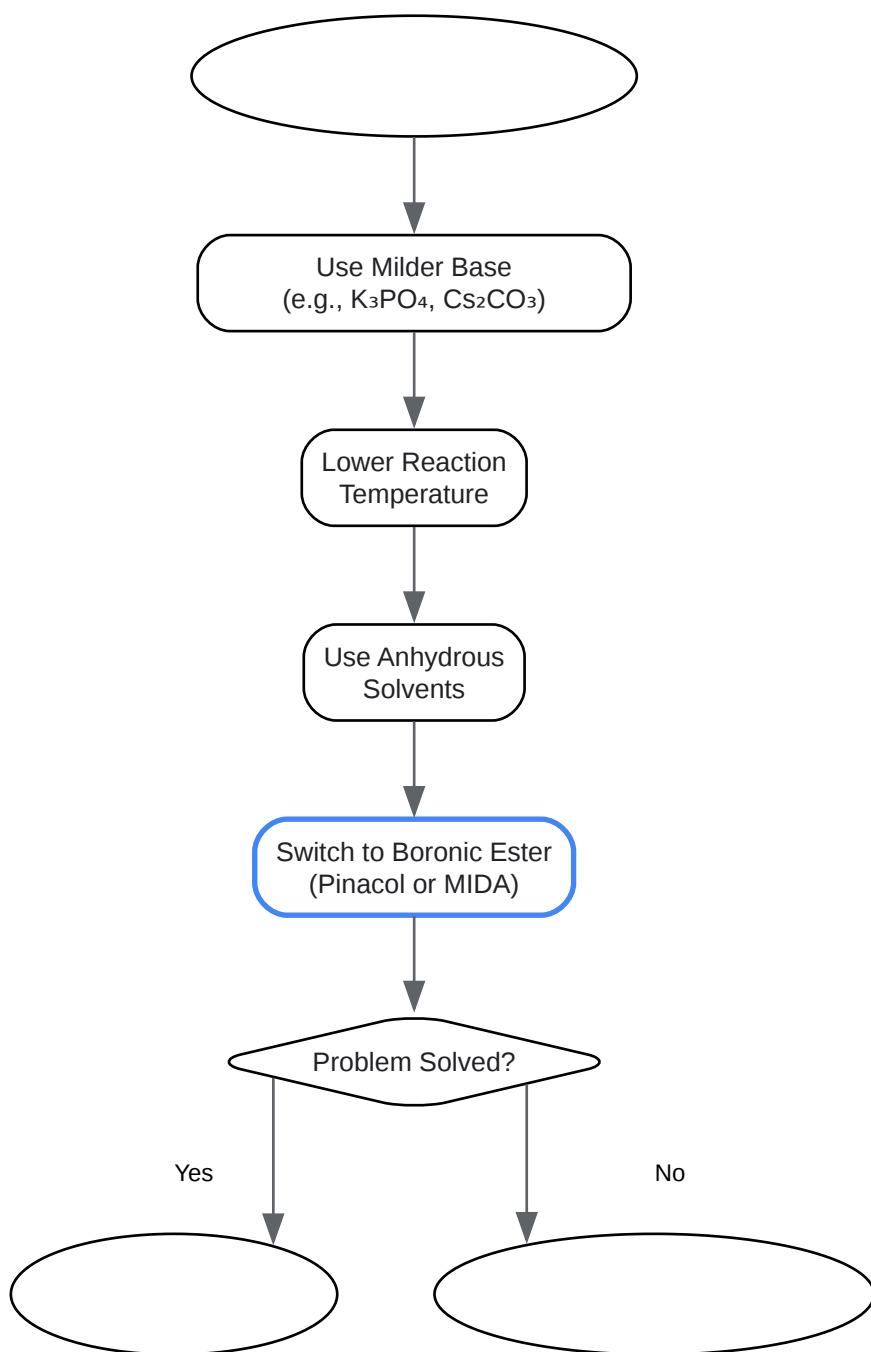 Use Milder Base
(e.g., K₃PO₄, Cs₂CO₃)
Lower Reaction
Temperature
Use Anhydrous
Solvents
Switch to Boronic Ester
(Pinacol or MIDA)
Problem Solved?
Yes
No